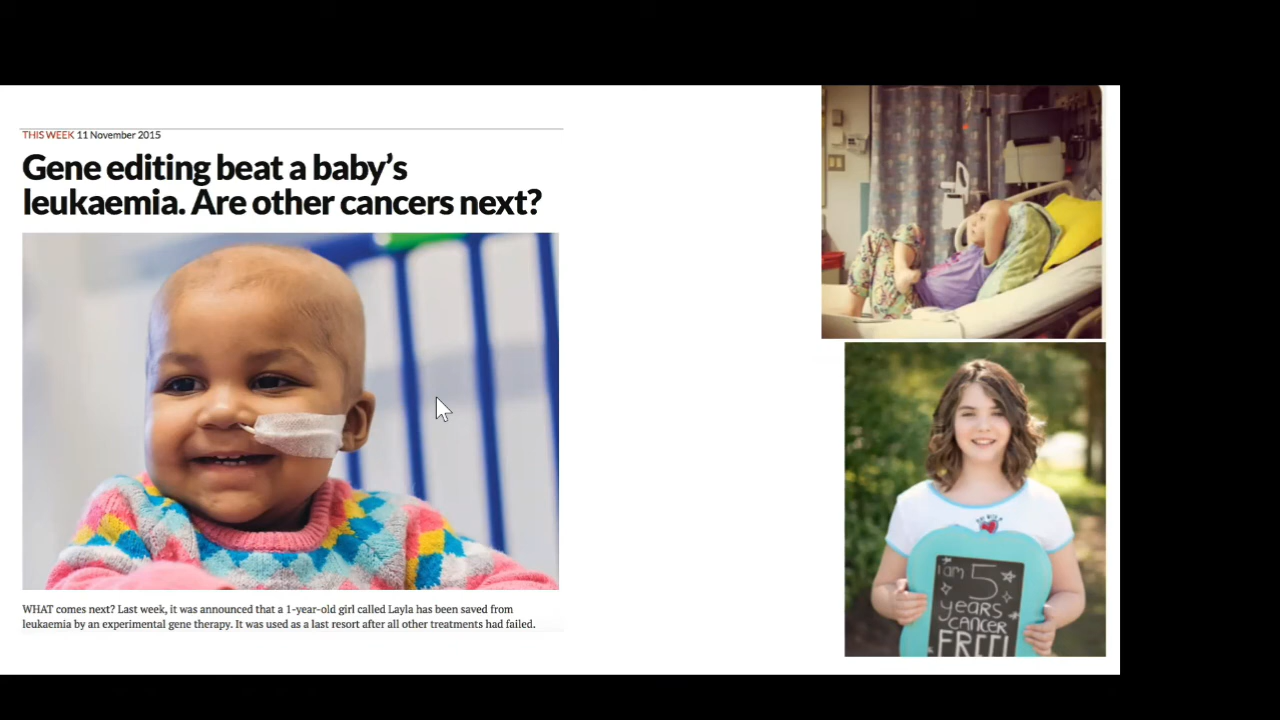 THIS WEEK 11 November 2015
Gene editing beat a baby's
leukaemia. Are other cancers next?
WHAT comes next? Last week, it was announced that a 1-year-old girl called Layla has been saved from
leukaemia by an experimental gene therapy. It was used as a last resort after all other treatments had failed.
I am 5
years
CANCER
FREE!